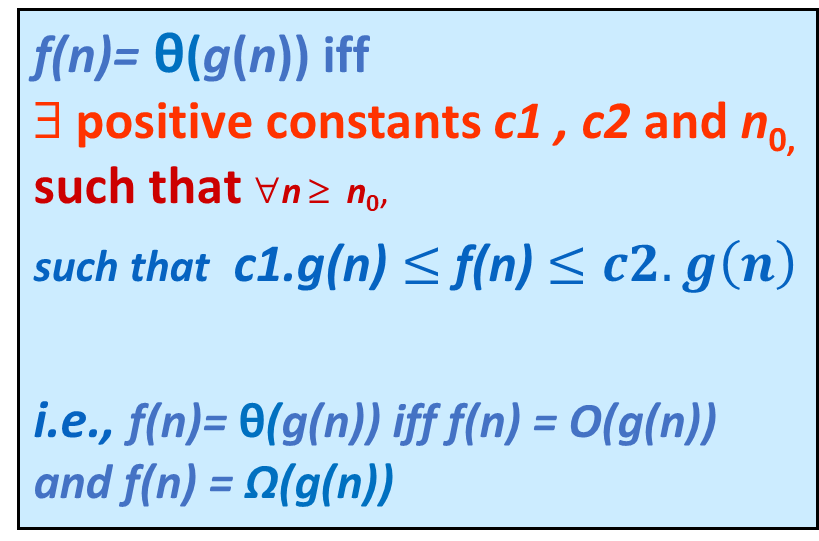 f(n)= θ(g(n)) iff
∃ positive constants c1 , c2 and n₀,
such that ∀n ≥ n₀,
such that c1.g(n) ≤ f(n) ≤ c2. g(n)
i.e., f(n)= θ(g(n)) iff f(n) = O(g(n))
and f(n) = Ω(g(n))